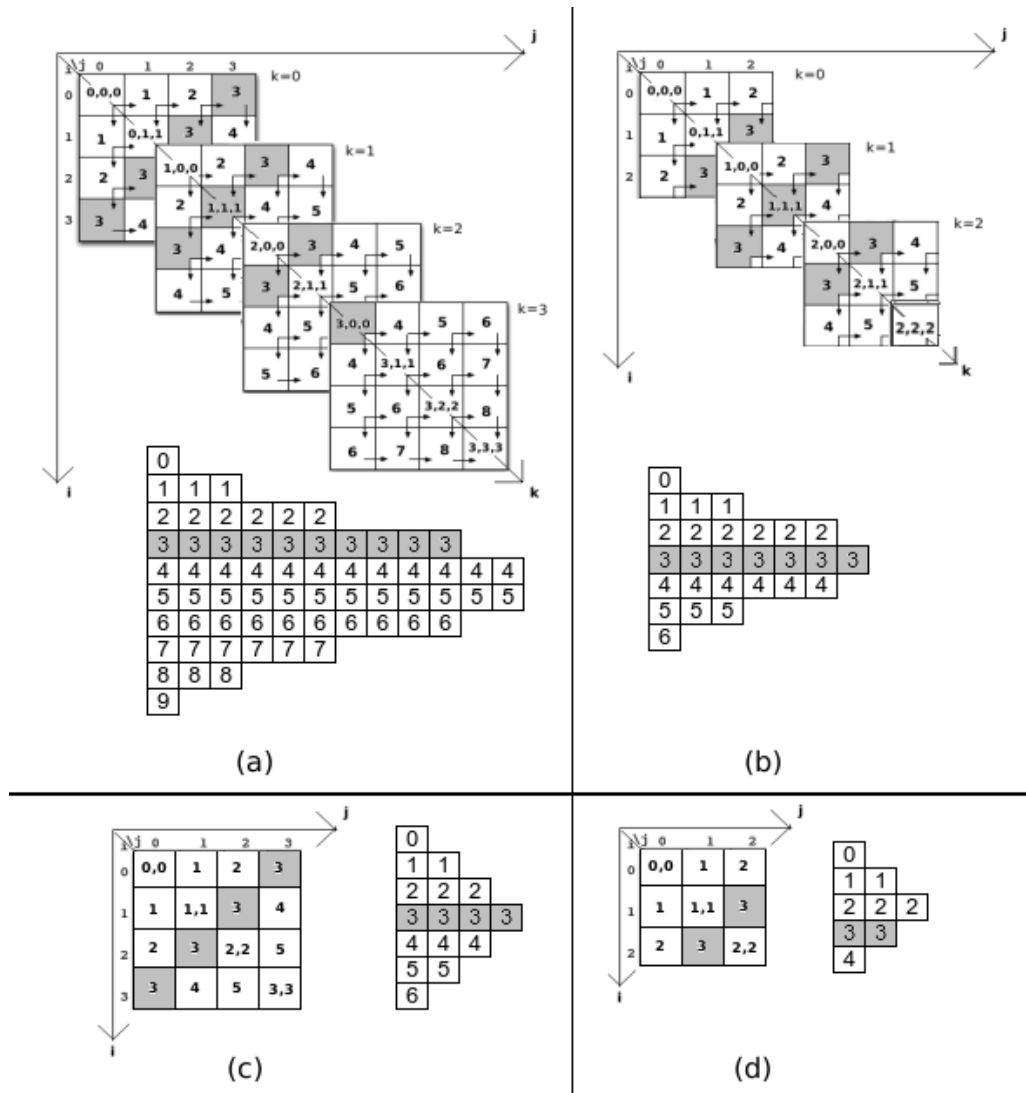 j
i \j 0 1 2 3
k=0
0 0,0,0 1 2 3
1 1 0,1,1 3 4
2 2 3
3 3 4
k=1
1,0,0 2 3 4
2 1,1,1 4 5
3 4
4 5
k=2
2,0,0 3 4 5
3 2,1,1 5 6
4 5
5 6
k=3
3,0,0 4 5 6
4 3,1,1 6 7
5 6 3,2,2 8
6 7 8 3,3,3
i
k
0
1 1 1
2 2 2 2 2 2
3 3 3 3 3 3 3 3 3 3
4 4 4 4 4 4 4 4 4 4 4 4
5 5 5 5 5 5 5 5 5 5 5 5
6 6 6 6 6 6 6 6 6 6
7 7 7 7 7 7
8 8 8
9
(a)
j
i \j 0 1 2
k=0
0 0,0,0 1 2
1 1 0,1,1 3
2 2 3
k=1
1,0,0 2 3
2 1,1,1 4
3 4
k=2
2,0,0 3 4
3 2,1,1 5
4 5 2,2,2
i
k
0
1 1 1
2 2 2 2 2 2
3 3 3 3 3 3 3
4 4 4 4 4 4
5 5 5
6
(b)
j
i \j 0 1 2 3
0 0,0 1 2 3
1 1 1,1 3 4
2 2 3 2,2 5
3 3 4 5 3,3
i
0
1 1
2 2 2
3 3 3 3
4 4 4
5 5
6
(c)
j
i \j 0 1 2
0 0,0 1 2
1 1 1,1 3
2 2 3 2,2
i
0
1 1
2 2 2
3 3
4
(d)